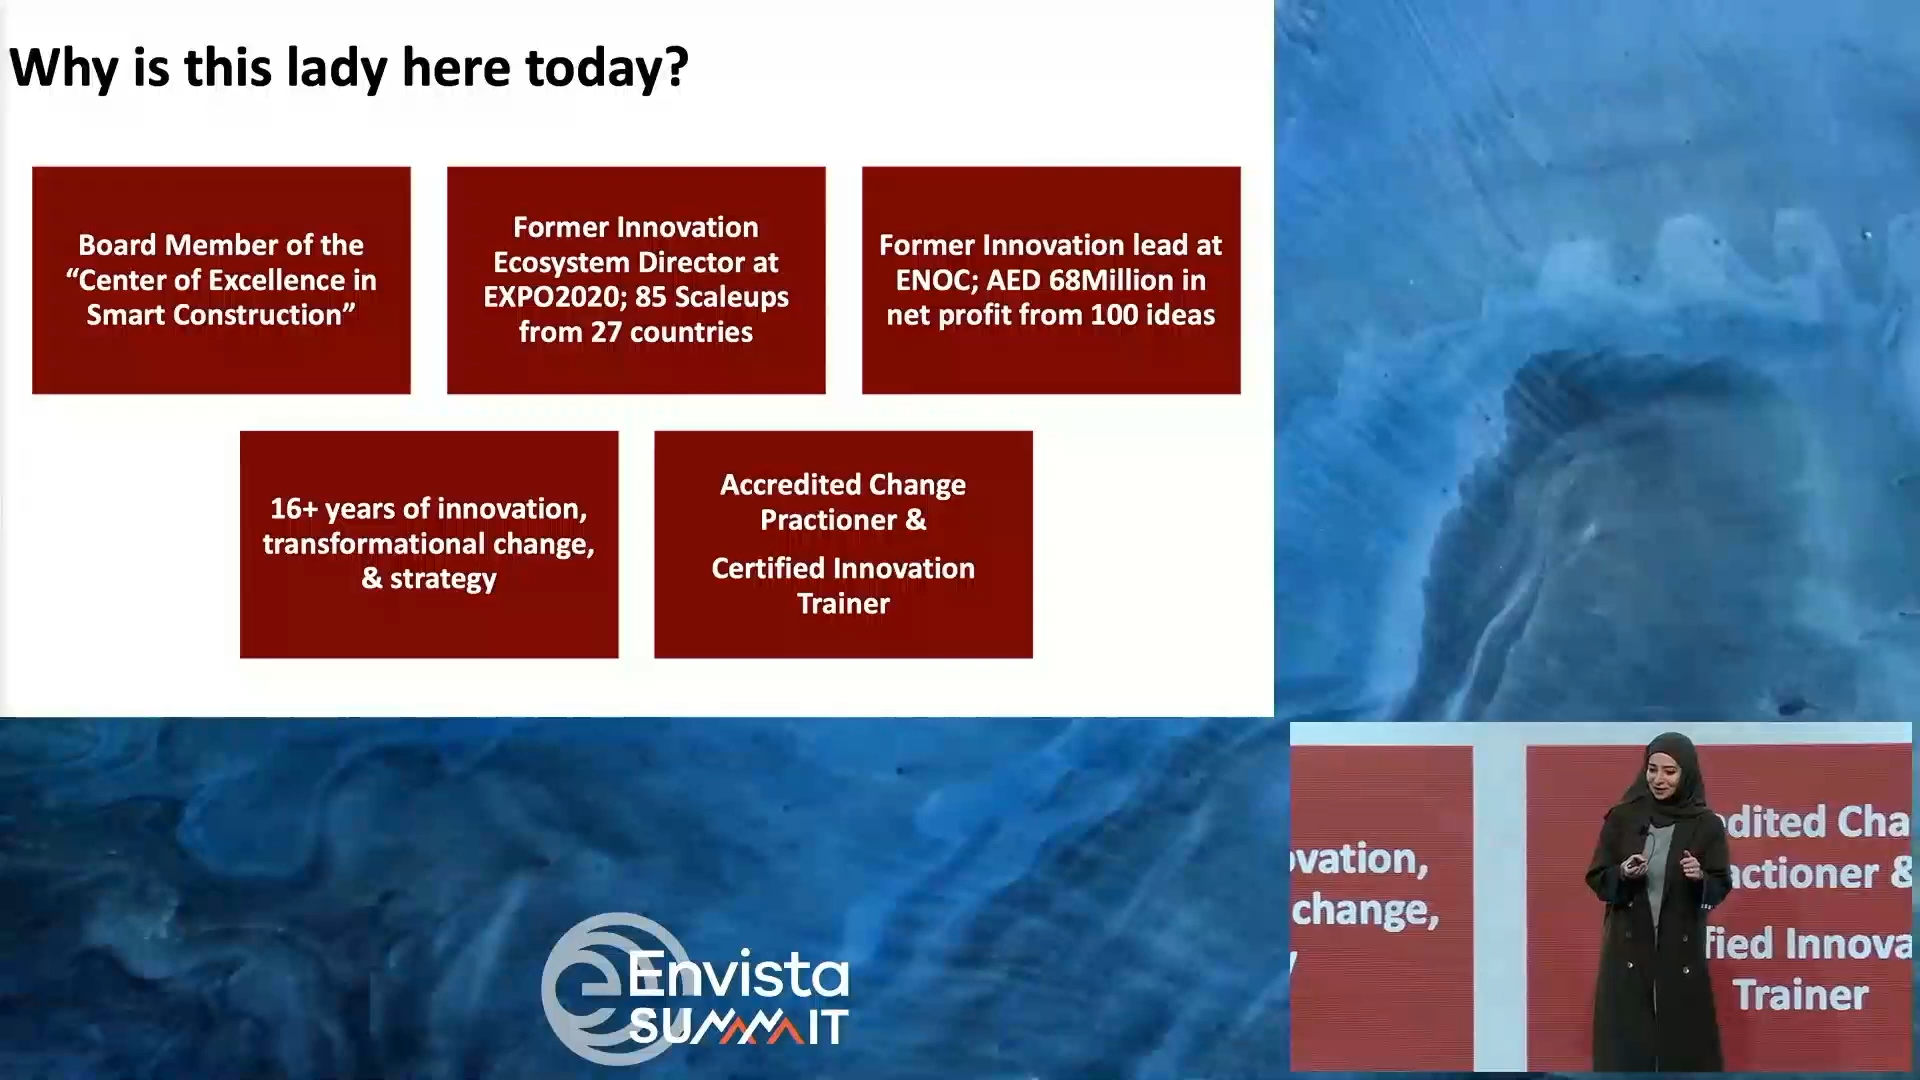 Why is this lady here today?
Board Member of the
“Center of Excellence in
Smart Construction”
Former Innovation
Ecosystem Director at
EXPO2020; 85 Scaleups
from 27 countries
Former Innovation lead at
ENOC; AED 68Million in
net profit from 100 ideas
16+ years of innovation,
transformational change,
& strategy
Accredited Change
Practioner &
Certified Innovation
Trainer
Envista
SUMMIT
ovation,
change,
y
edited Cha
actioner &
fied Innova
Trainer